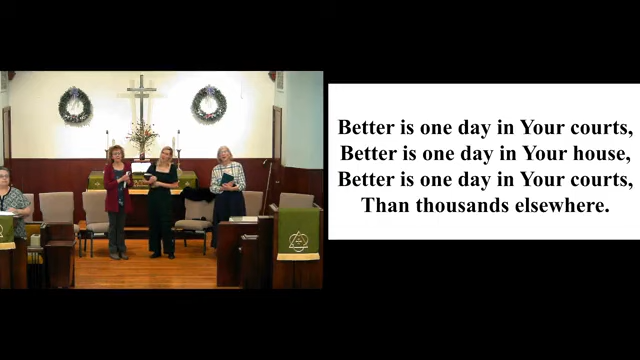 Better is one day in Your courts,
Better is one day in Your house,
Better is one day in Your courts,
Than thousands elsewhere.